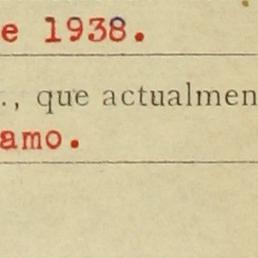 e 1938.
., que actualmen
amo.